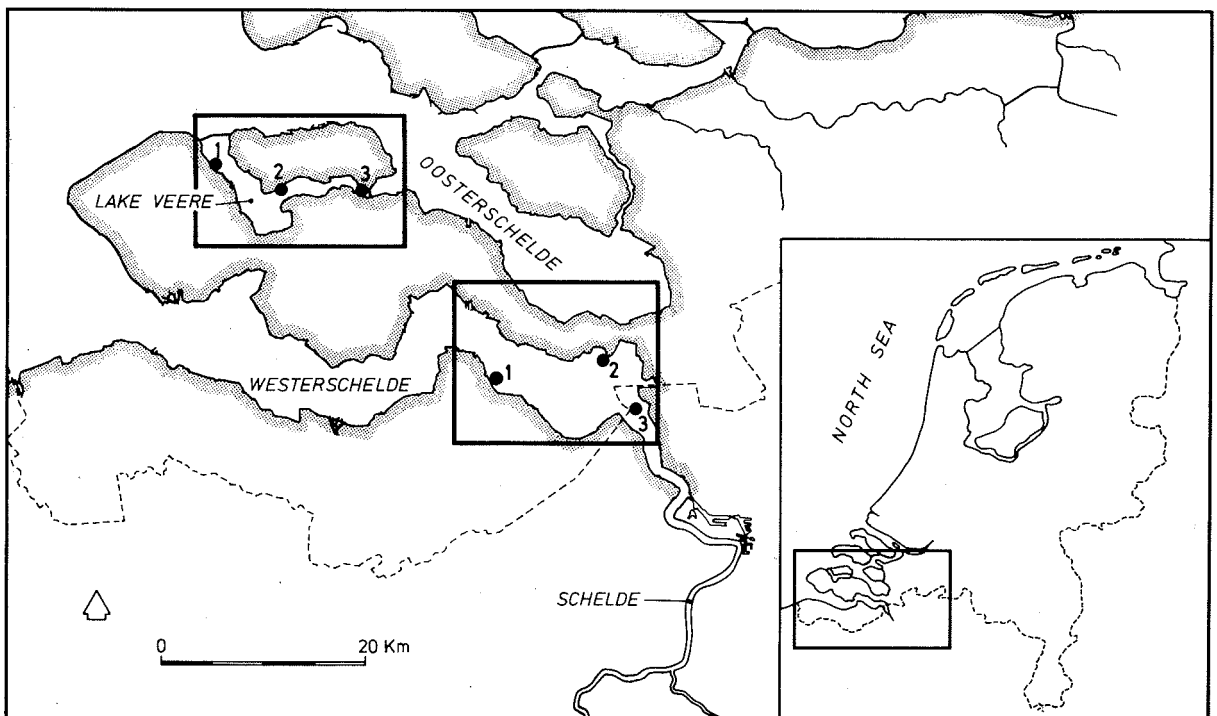 1
2
3
LAKE VEERE
OOSTERSCHELDE
WESTERSCHELDE
1
2
3
SCHELDE
0 20 Km
NORTH SEA